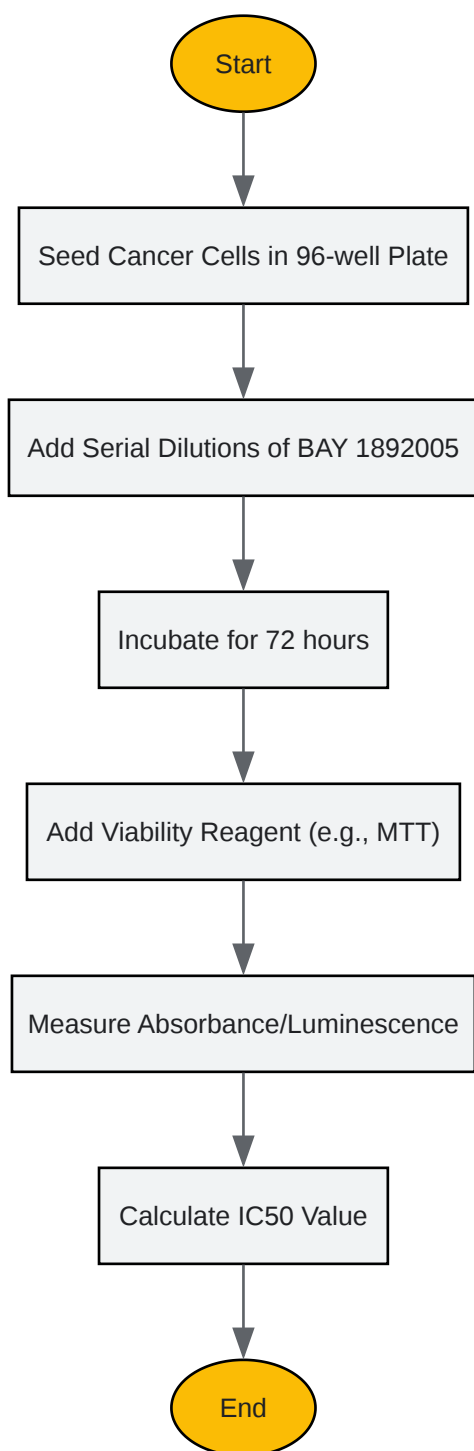 Start
Seed Cancer Cells in 96-well Plate
Add Serial Dilutions of BAY 1892005
Incubate for 72 hours
Add Viability Reagent (e.g., MTT)
Measure Absorbance/Luminescence
Calculate IC50 Value
End